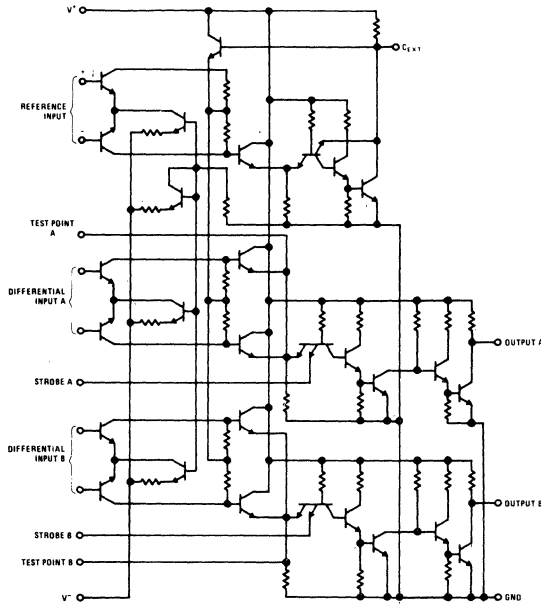 V+
CEXT
+
REFERENCE
INPUT
-
TEST POINT
A
DIFFERENTIAL
INPUT A
OUTPUT A
STROBE A
DIFFERENTIAL
INPUT B
OUTPUT B
STROBE B
TEST POINT B
V-
GND